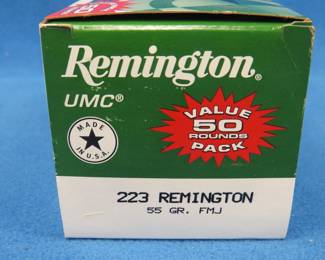 Remington®
UMC®
MADE
IN U.S.A.
VALUE
50
ROUNDS
PACK
223 REMINGTON
55 GR. FMJ